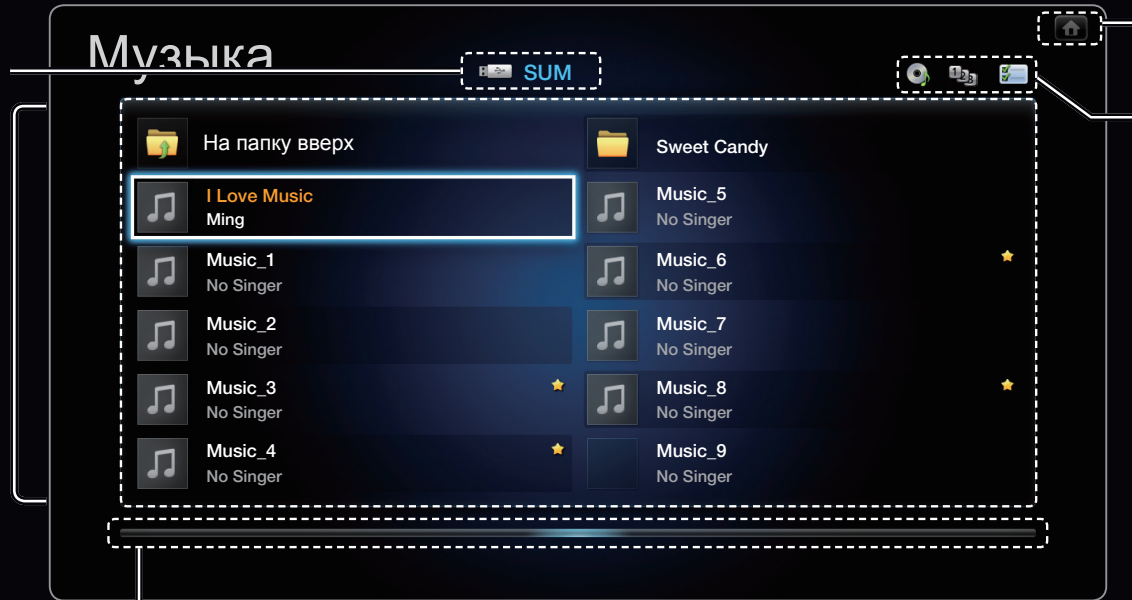 Музыка
SUM
На папку вверх
I Love Music
Ming
Music_1
No Singer
Music_2
No Singer
Music_3
No Singer
Music_4
No Singer
Sweet Candy
Music_5
No Singer
Music_6
No Singer
Music_7
No Singer
Music_8
No Singer
Music_9
No Singer